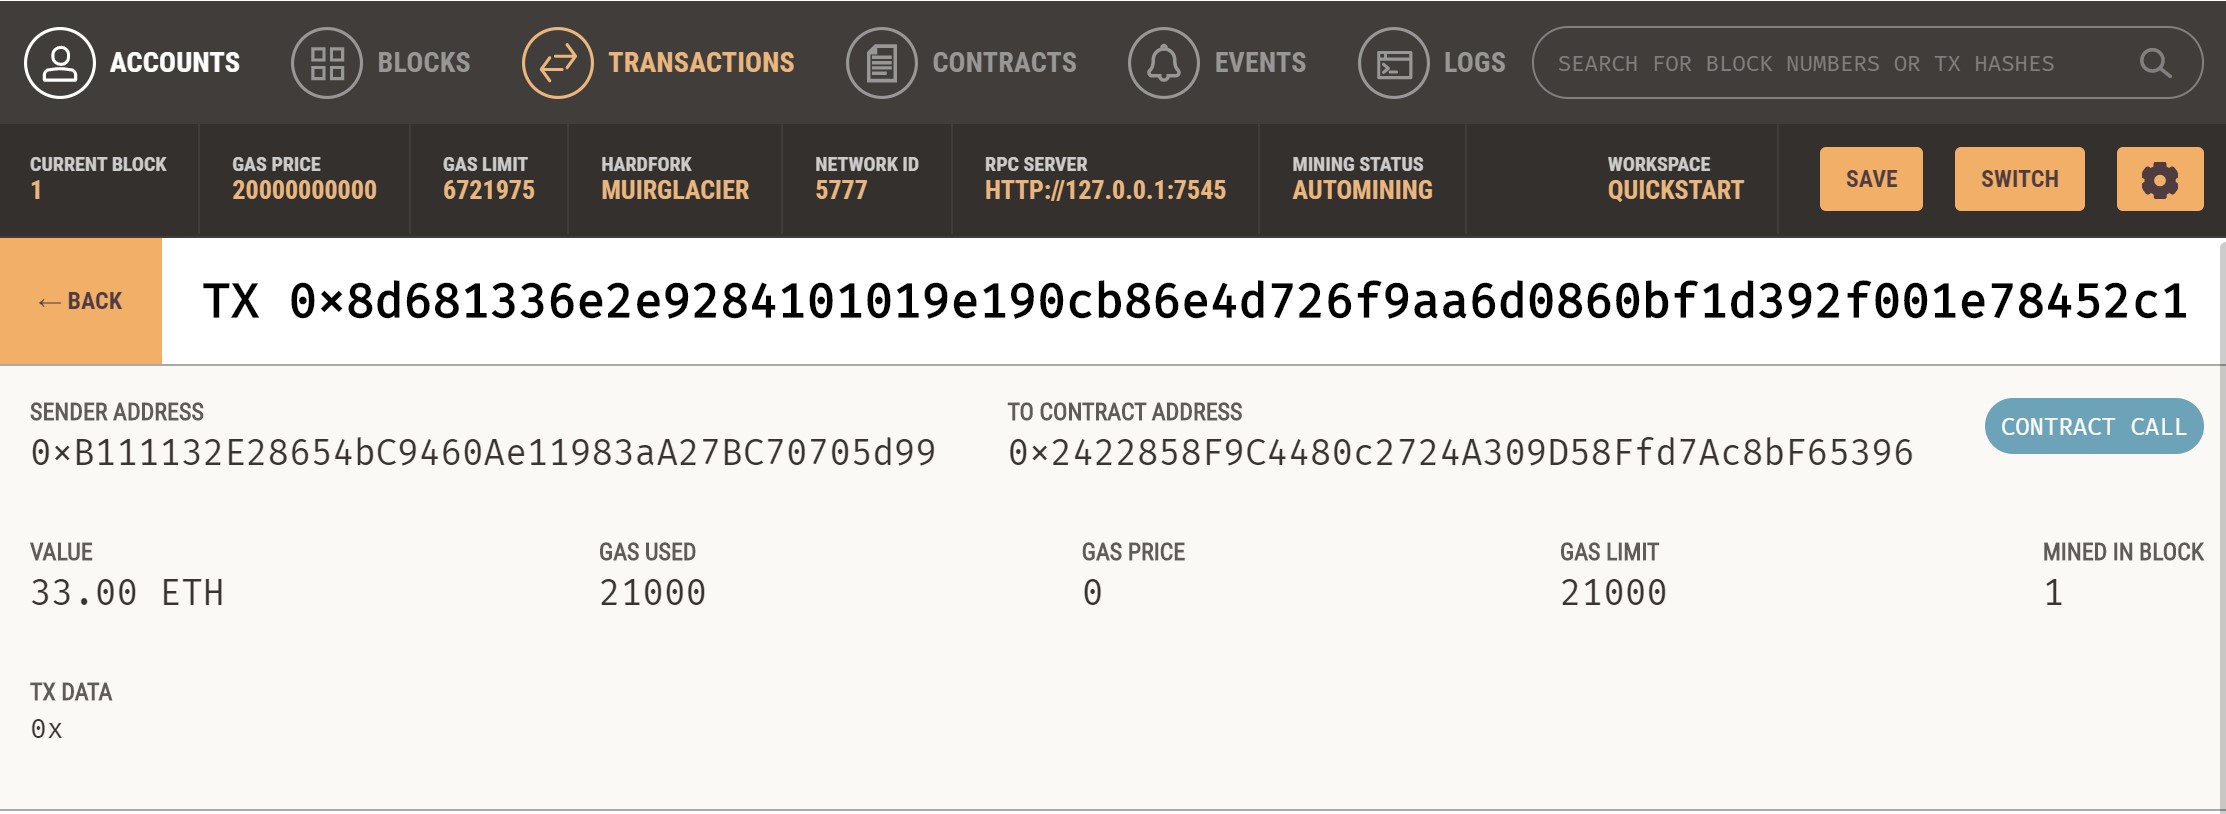 ACCOUNTS BLOCKS TRANSACTIONS CONTRACTS EVENTS LOGS SEARCH FOR BLOCK NUMBERS OR TX HASHES
CURRENT BLOCK GAS PRICE GAS LIMIT HARDFORK NETWORK ID RPC SERVER MINING STATUS WORKSPACE
1 20000000000 6721975 MUIRGLACIER 5777 HTTP://127.0.0.1:7545 AUTOMINING QUICKSTART SAVE SWITCH
← BACK TX 0×8d681336e2e9284101019e190cb86e4d726f9aa6d0860bf1d392f001e78452c1
SENDER ADDRESS TO CONTRACT ADDRESS
0×B111132E28654bC9460Ae11983aA27BC70705d99 0×2422858F9C4480c2724A309D58Ffd7Ac8bF65396 CONTRACT CALL
VALUE GAS USED GAS PRICE GAS LIMIT MINED IN BLOCK
33.00 ETH 21000 0 21000 1
TX DATA
0x